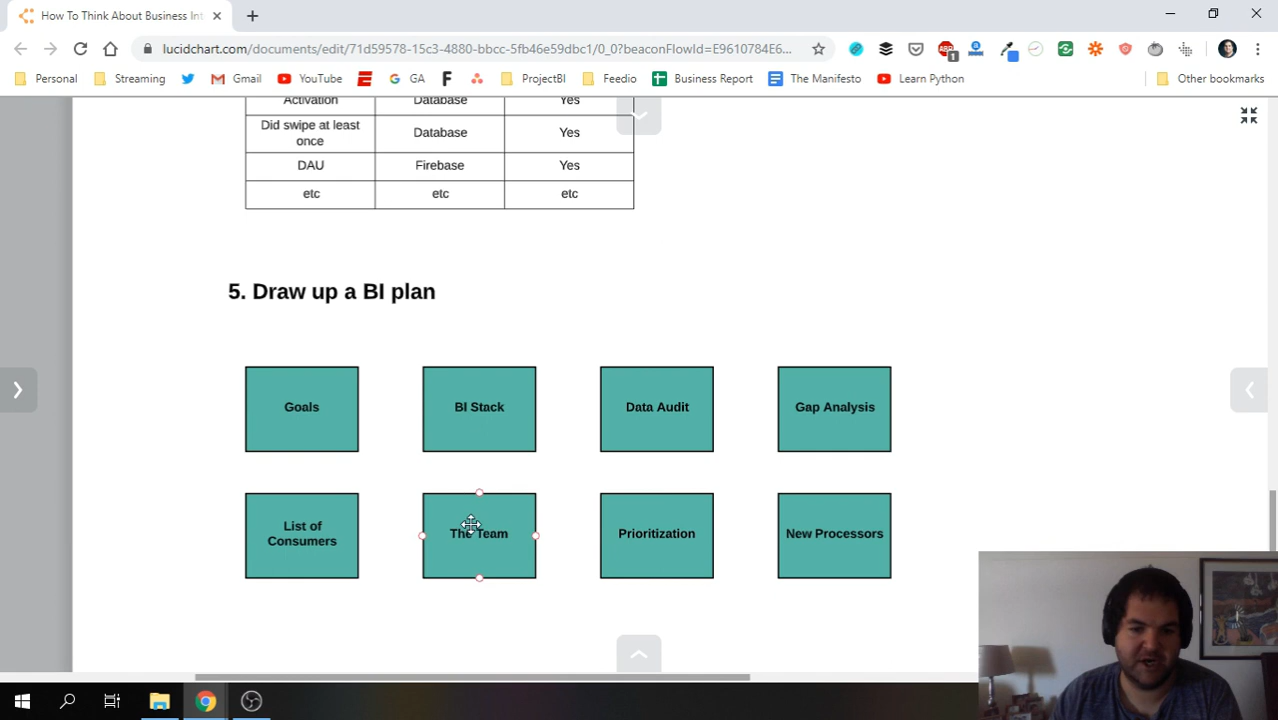 How To Think About Business Int
lucidchart.com/documents/edit/71d59578-15c3-4880-bbcc-5fb46e59dbc1/0_0?beaconFlowId=E9610784E6...
Personal Streaming Gmail YouTube GA ProjectBI Feedio Business Report The Manifesto Learn Python Other bookmarks
Activation Database Yes
Did swipe at least
once
Database Yes
DAU Firebase Yes
etc etc etc
5. Draw up a BI plan
Goals BI Stack Data Audit Gap Analysis
List of
Consumers
The Team Prioritization New Processors